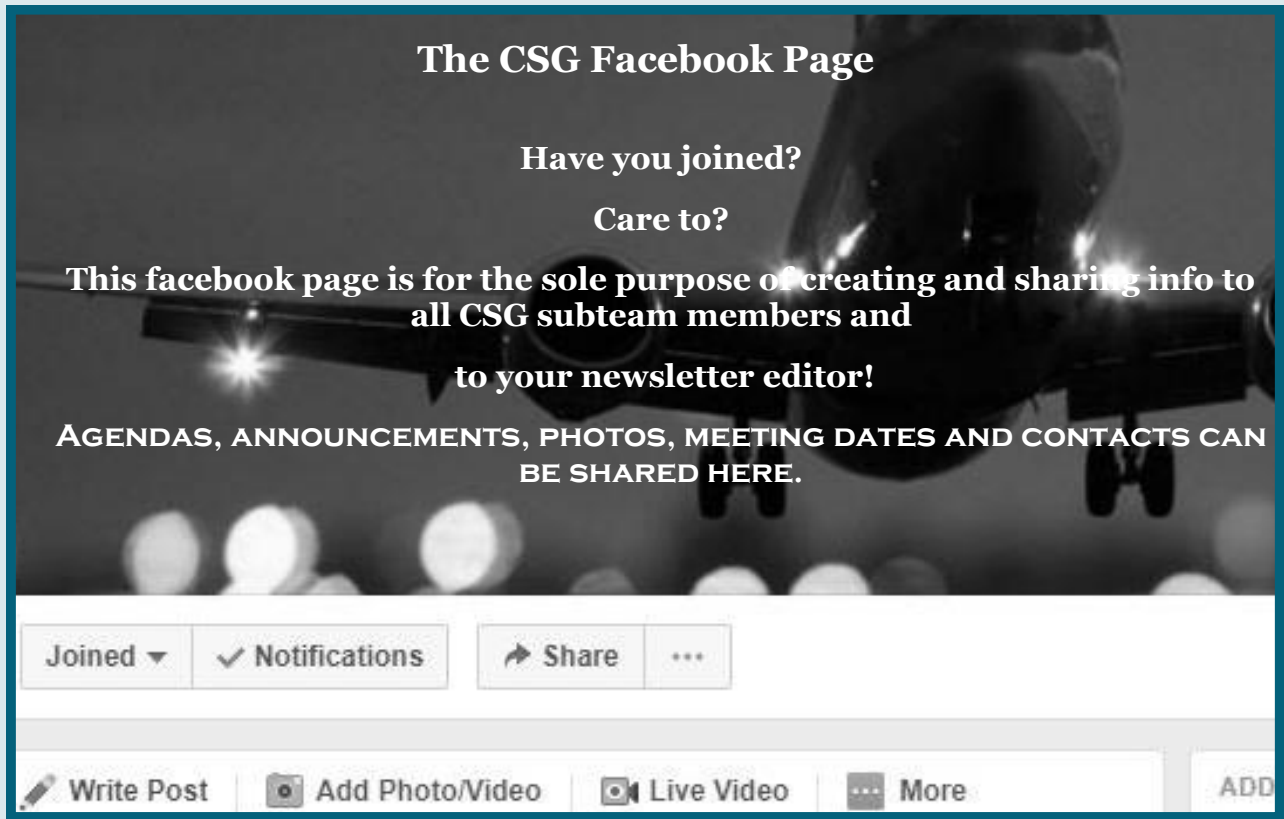 The CSG Facebook Page
Have you joined?
Care to?
This facebook page is for the sole purpose of creating and sharing info to
all CSG subteam members and
to your newsletter editor!
AGENDAS, ANNOUNCEMENTS, PHOTOS, MEETING DATES AND CONTACTS CAN
BE SHARED HERE.
Joined Notifications Share ...
Write Post Add Photo/Video Live Video More ADD